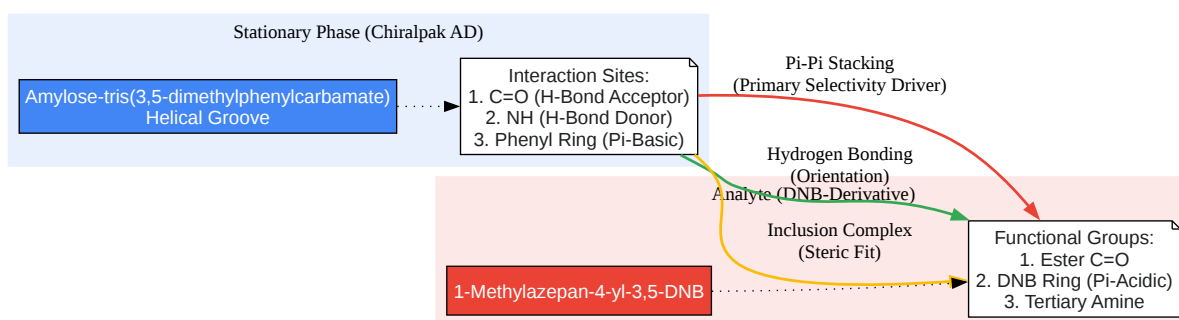 Stationary Phase (Chiralpak AD)
Amylose-tris(3,5-dimethylphenylcarbamate)
Helical Groove
Interaction Sites:
1. C=O (H-Bond Acceptor)
2. NH (H-Bond Donor)
3. Phenyl Ring (Pi-Basic)
Pi-Pi Stacking
(Primary Selectivity Driver)
Hydrogen Bonding
(Orientation)
Analyte (DNB-Derivative)
Inclusion Complex
(Steric Fit)
1-Methylazepan-4-yl-3,5-DNB
Functional Groups:
1. Ester C=O
2. DNB Ring (Pi-Acidic)
3. Tertiary Amine